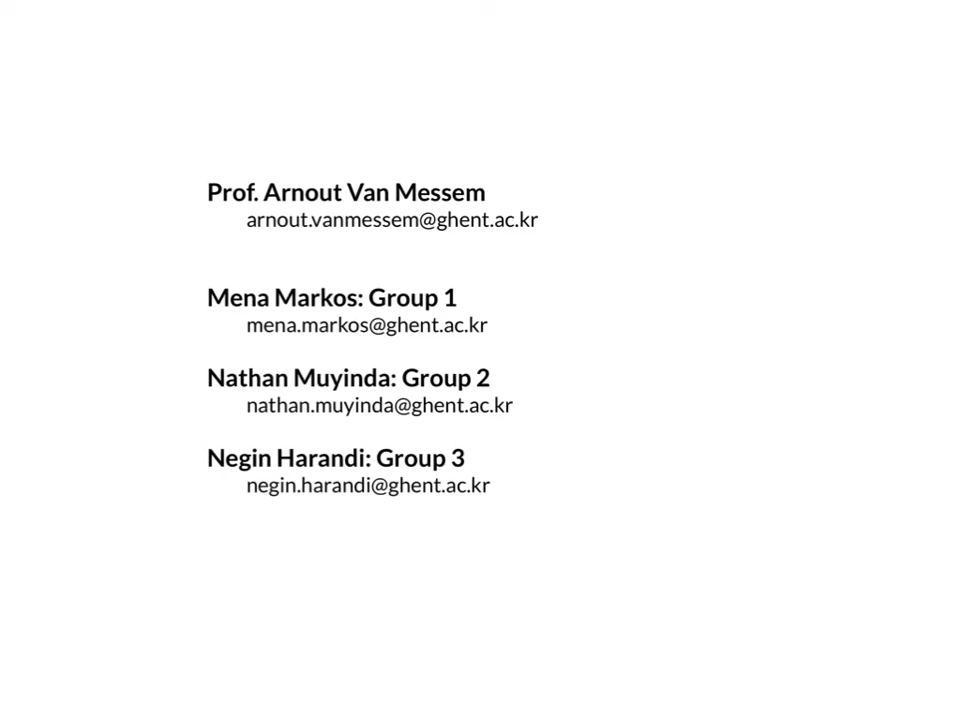 Prof. Arnout Van Messem
arnout.vanmessem@ghent.ac.kr
Mena Markos: Group 1
mena.markos@ghent.ac.kr
Nathan Muyinda: Group 2
nathan.muyinda@ghent.ac.kr
Negin Harandi: Group 3
negin.harandi@ghent.ac.kr